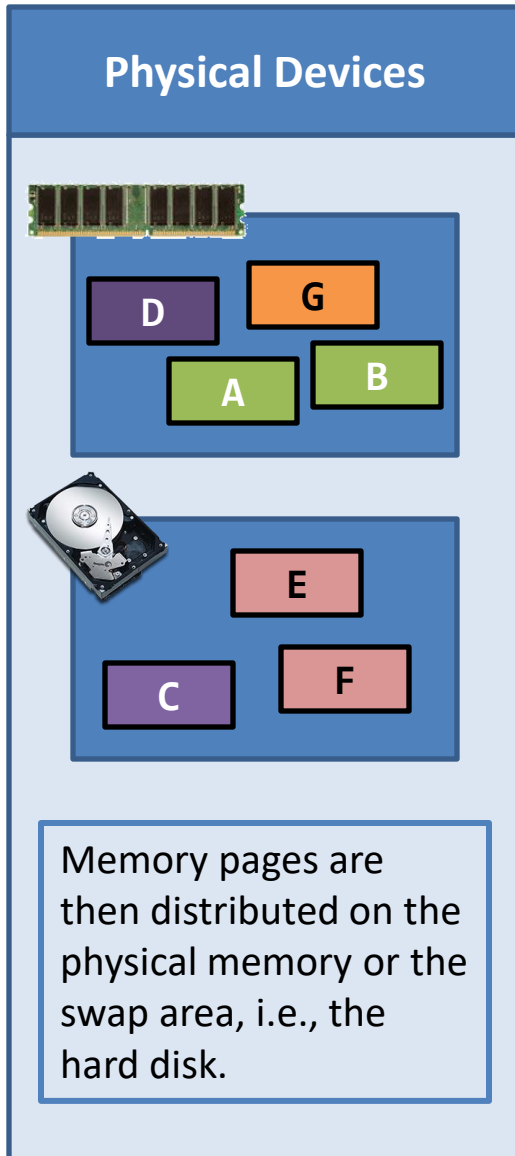 Physical Devices
D
G
A
B
E
C
F
Memory pages are
then distributed on the
physical memory or the
swap area, i.e., the
hard disk.